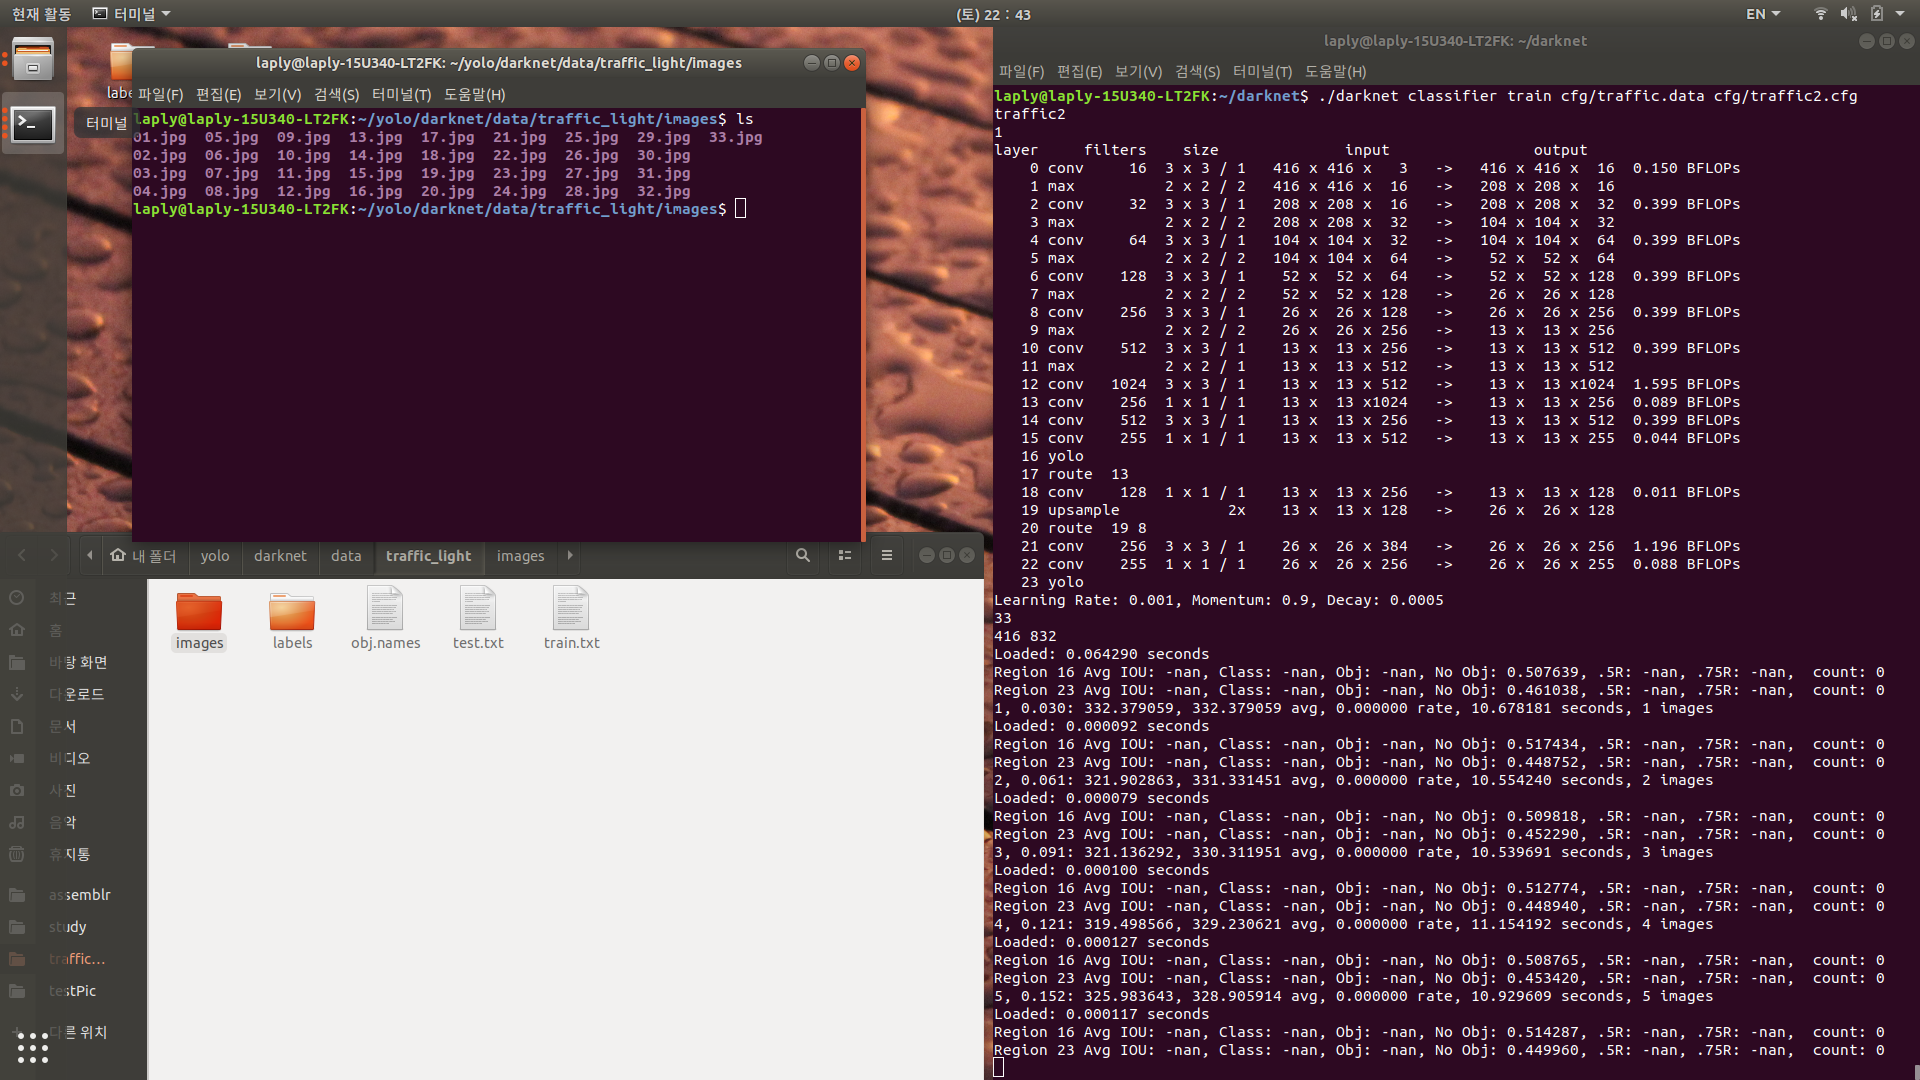 현재 활동 터미널 (토) 22 : 43 EN
터미널
laply@laply-15U340-LT2FK: ~/yolo/darknet/data/traffic_light/images
파일(F) 편집(E) 보기(V) 검색(S) 터미널(T) 도움말(H)
laply@laply-15U340-LT2FK:~/yolo/darknet/data/traffic_light/images$ ls
01.jpg 05.jpg 09.jpg 13.jpg 17.jpg 21.jpg 25.jpg 29.jpg 33.jpg
02.jpg 06.jpg 10.jpg 14.jpg 18.jpg 22.jpg 26.jpg 30.jpg
03.jpg 07.jpg 11.jpg 15.jpg 19.jpg 23.jpg 27.jpg 31.jpg
04.jpg 08.jpg 12.jpg 16.jpg 20.jpg 24.jpg 28.jpg 32.jpg
laply@laply-15U340-LT2FK:~/yolo/darknet/data/traffic_light/images$
내 폴더 yolo darknet data traffic_light images
최근
홈
바탕 화면
다운로드
문서
비디오
사진
음악
휴지통
assemblr
study
traffic...
testPic
다른 위치
images labels obj.names test.txt train.txt
laply@laply-15U340-LT2FK: ~/darknet
파일(F) 편집(E) 보기(V) 검색(S) 터미널(T) 도움말(H)
laply@laply-15U340-LT2FK:~/darknet$ ./darknet classifier train cfg/traffic.data cfg/traffic2.cfg
traffic2
1
layer filters size input output
0 conv 16 3 x 3 / 1 416 x 416 x 3 -> 416 x 416 x 16 0.150 BFLOPs
1 max 2 x 2 / 2 416 x 416 x 16 -> 208 x 208 x 16
2 conv 32 3 x 3 / 1 208 x 208 x 16 -> 208 x 208 x 32 0.399 BFLOPs
3 max 2 x 2 / 2 208 x 208 x 32 -> 104 x 104 x 32
4 conv 64 3 x 3 / 1 104 x 104 x 32 -> 104 x 104 x 64 0.399 BFLOPs
5 max 2 x 2 / 2 104 x 104 x 64 -> 52 x 52 x 64
6 conv 128 3 x 3 / 1 52 x 52 x 64 -> 52 x 52 x 128 0.399 BFLOPs
7 max 2 x 2 / 2 52 x 52 x 128 -> 26 x 26 x 128
8 conv 256 3 x 3 / 1 26 x 26 x 128 -> 26 x 26 x 256 0.399 BFLOPs
9 max 2 x 2 / 2 26 x 26 x 256 -> 13 x 13 x 256
10 conv 512 3 x 3 / 1 13 x 13 x 256 -> 13 x 13 x 512 0.399 BFLOPs
11 max 2 x 2 / 1 13 x 13 x 512 -> 13 x 13 x 512
12 conv 1024 3 x 3 / 1 13 x 13 x 512 -> 13 x 13 x1024 1.595 BFLOPs
13 conv 256 1 x 1 / 1 13 x 13 x1024 -> 13 x 13 x 256 0.089 BFLOPs
14 conv 512 3 x 3 / 1 13 x 13 x 256 -> 13 x 13 x 512 0.399 BFLOPs
15 conv 255 1 x 1 / 1 13 x 13 x 512 -> 13 x 13 x 255 0.044 BFLOPs
16 yolo
17 route 13
18 conv 128 1 x 1 / 1 13 x 13 x 256 -> 13 x 13 x 128 0.011 BFLOPs
19 upsample 2x 13 x 13 x 128 -> 26 x 26 x 128
20 route 19 8
21 conv 256 3 x 3 / 1 26 x 26 x 384 -> 26 x 26 x 256 1.196 BFLOPs
22 conv 255 1 x 1 / 1 26 x 26 x 256 -> 26 x 26 x 255 0.088 BFLOPs
23 yolo
Learning Rate: 0.001, Momentum: 0.9, Decay: 0.0005
33
416 832
Loaded: 0.064290 seconds
Region 16 Avg IOU: -nan, Class: -nan, Obj: -nan, No Obj: 0.507639, .5R: -nan, .75R: -nan, count: 0
Region 23 Avg IOU: -nan, Class: -nan, Obj: -nan, No Obj: 0.461038, .5R: -nan, .75R: -nan, count: 0
1, 0.030: 332.379059, 332.379059 avg, 0.000000 rate, 10.678181 seconds, 1 images
Loaded: 0.000092 seconds
Region 16 Avg IOU: -nan, Class: -nan, Obj: -nan, No Obj: 0.517434, .5R: -nan, .75R: -nan, count: 0
Region 23 Avg IOU: -nan, Class: -nan, Obj: -nan, No Obj: 0.448752, .5R: -nan, .75R: -nan, count: 0
2, 0.061: 321.902863, 331.331451 avg, 0.000000 rate, 10.554240 seconds, 2 images
Loaded: 0.000079 seconds
Region 16 Avg IOU: -nan, Class: -nan, Obj: -nan, No Obj: 0.509818, .5R: -nan, .75R: -nan, count: 0
Region 23 Avg IOU: -nan, Class: -nan, Obj: -nan, No Obj: 0.452290, .5R: -nan, .75R: -nan, count: 0
3, 0.091: 321.136292, 330.311951 avg, 0.000000 rate, 10.539691 seconds, 3 images
Loaded: 0.000100 seconds
Region 16 Avg IOU: -nan, Class: -nan, Obj: -nan, No Obj: 0.512774, .5R: -nan, .75R: -nan, count: 0
Region 23 Avg IOU: -nan, Class: -nan, Obj: -nan, No Obj: 0.448940, .5R: -nan, .75R: -nan, count: 0
4, 0.121: 319.498566, 329.230621 avg, 0.000000 rate, 11.154192 seconds, 4 images
Loaded: 0.000127 seconds
Region 16 Avg IOU: -nan, Class: -nan, Obj: -nan, No Obj: 0.508765, .5R: -nan, .75R: -nan, count: 0
Region 23 Avg IOU: -nan, Class: -nan, Obj: -nan, No Obj: 0.453420, .5R: -nan, .75R: -nan, count: 0
5, 0.152: 325.983643, 328.905914 avg, 0.000000 rate, 10.929609 seconds, 5 images
Loaded: 0.000117 seconds
Region 16 Avg IOU: -nan, Class: -nan, Obj: -nan, No Obj: 0.514287, .5R: -nan, .75R: -nan, count: 0
Region 23 Avg IOU: -nan, Class: -nan, Obj: -nan, No Obj: 0.449960, .5R: -nan, .75R: -nan, count: 0